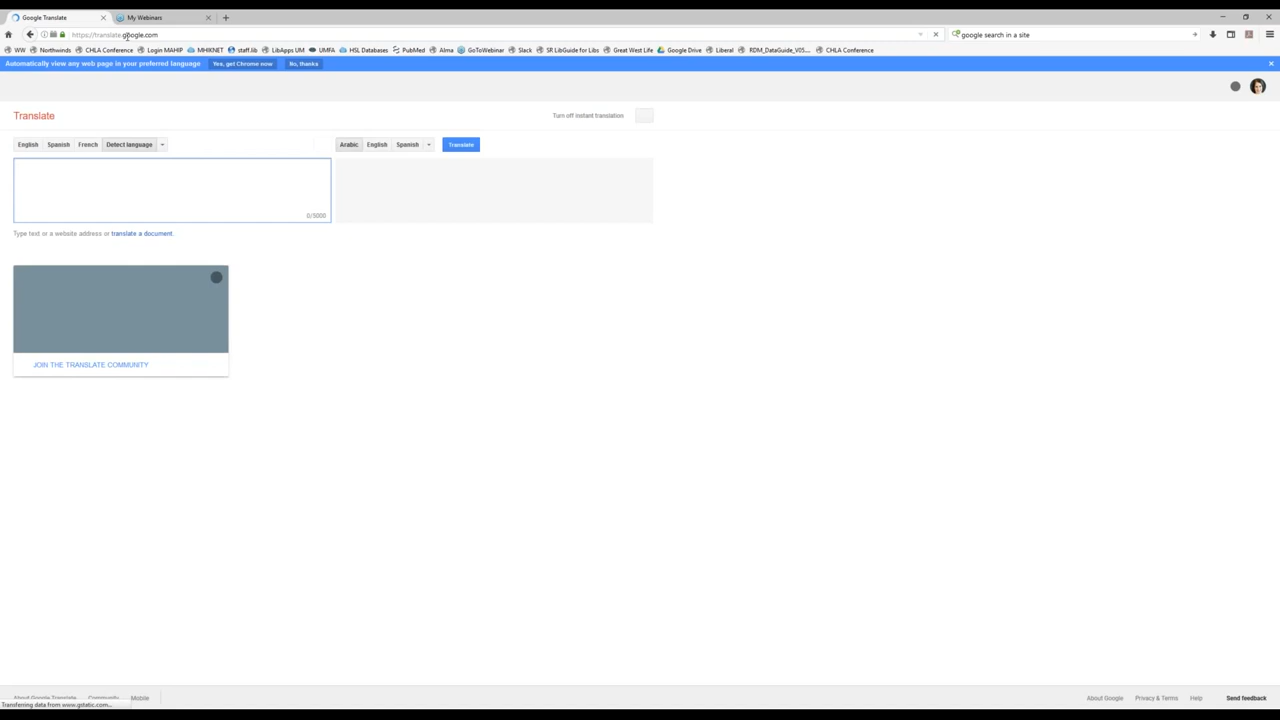 Google Translate
My Webinars
https://translate.google.com
google search in a site
WW Northwinds CHLA Conference Login MAHIP MHIKNET staff.lib LibApps UM UMFA HSL Databases PubMed Alma GoToWebinar Slack SR LibGuide for Libs Great West Life Google Drive Liberal RDM_DataGuide_V05... CHLA Conference
Automatically view any web page in your preferred language Yes, get Chrome now No, thanks
Translate
Turn off instant translation
English Spanish French Detect language
Arabic English Spanish Translate
0/5000
Type text or a website address or translate a document.
JOIN THE TRANSLATE COMMUNITY
About Google Translate Community Mobile
About Google Privacy & Terms Help Send feedback
Transferring data from www.gstatic.com...